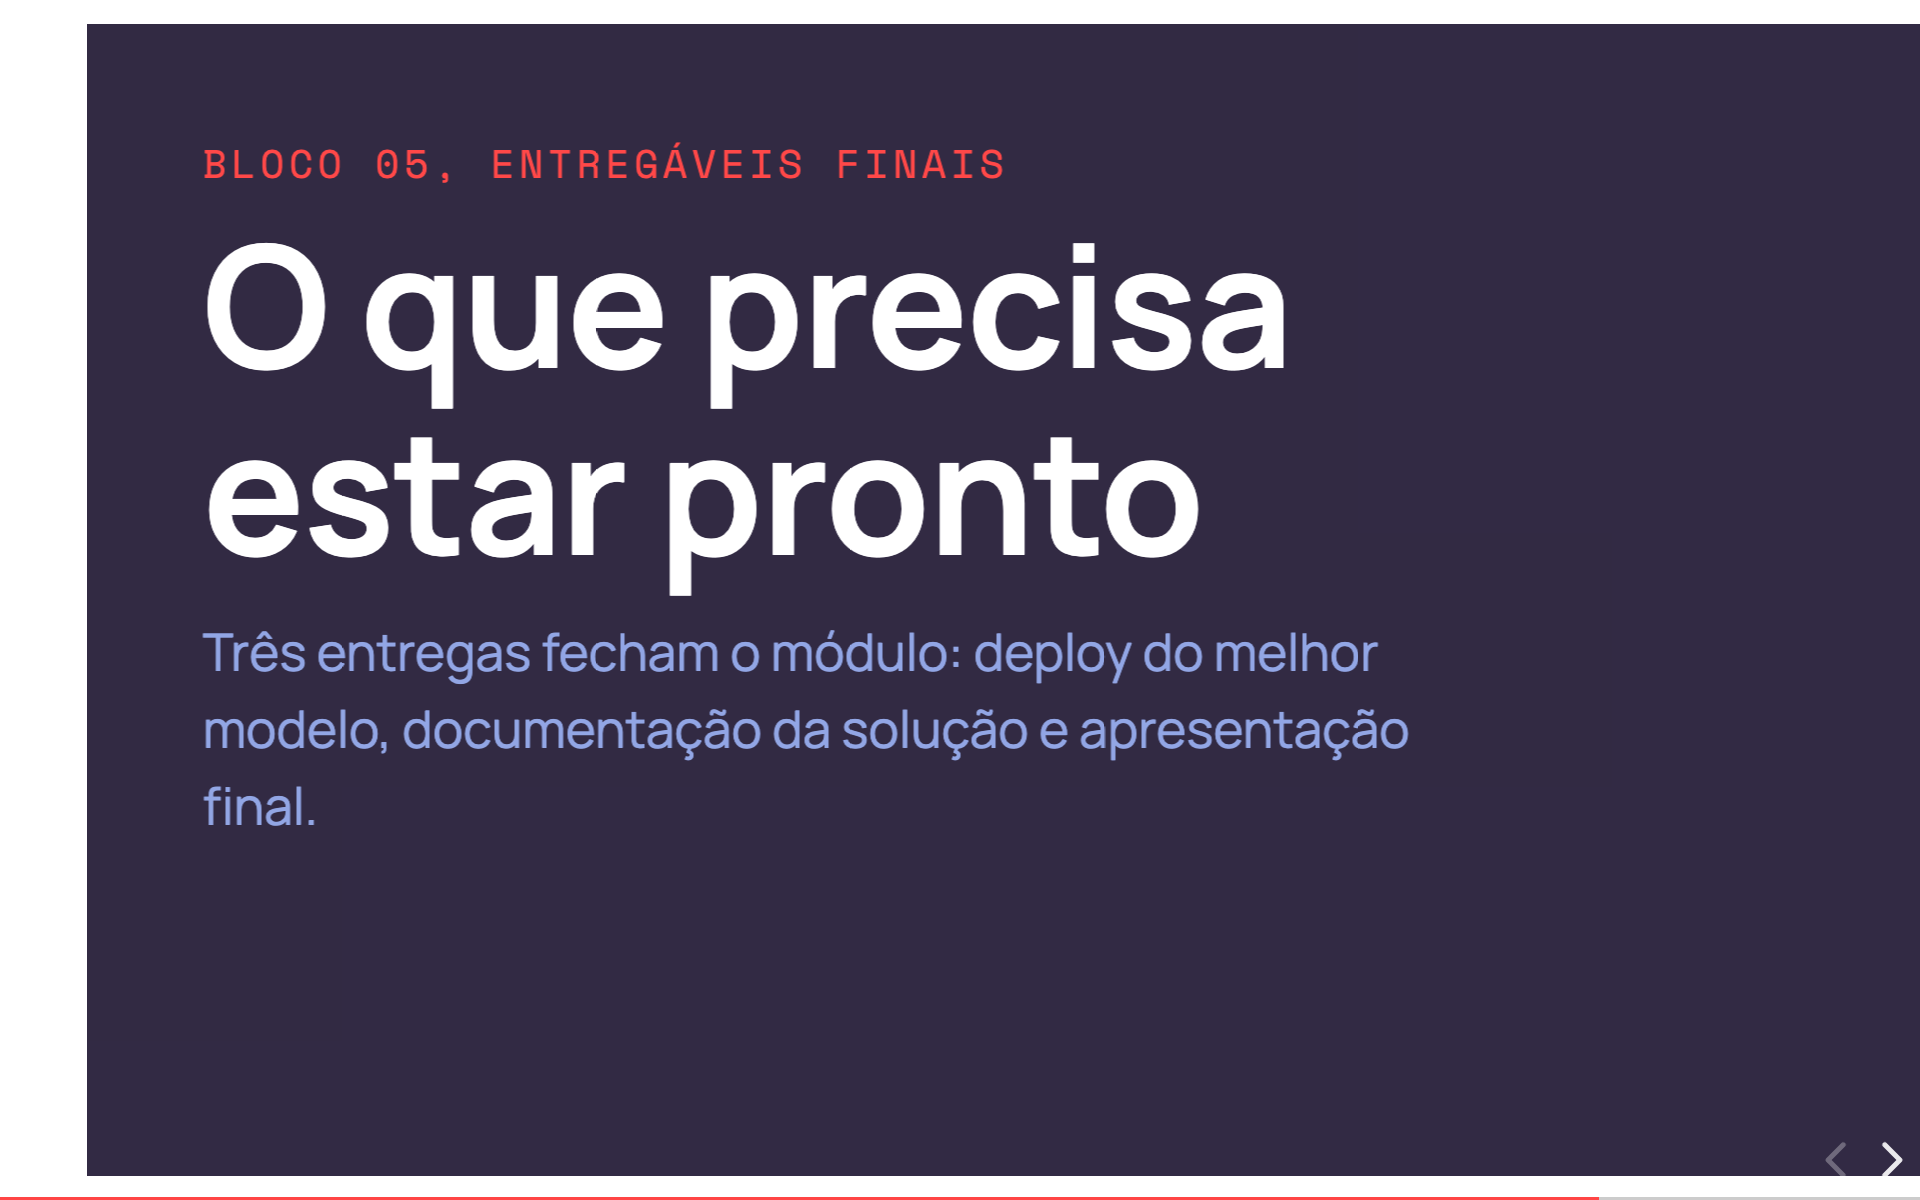 BLOCO 05, ENTREGÁVEIS FINAIS
O que precisa
estar pronto
Três entregas fecham o módulo: deploy do melhor
modelo, documentação da solução e apresentação
final.